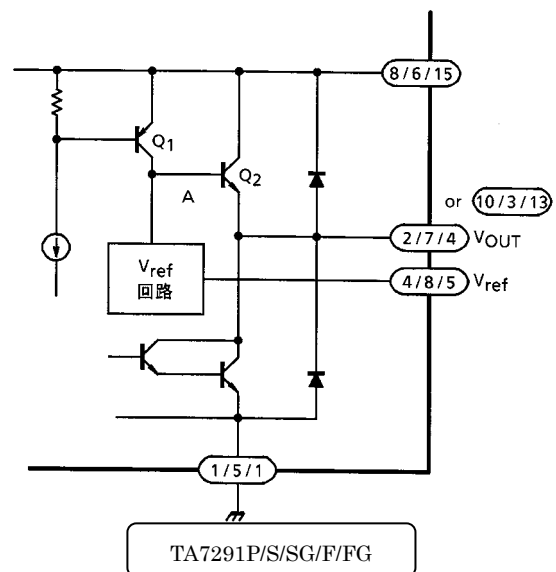 8/6/15
Q1
Q2
A
or 10/3/13
2/7/4 VOUT
Vref
回路
4/8/5 Vref
1/5/1
TA7291P/S/SG/F/FG